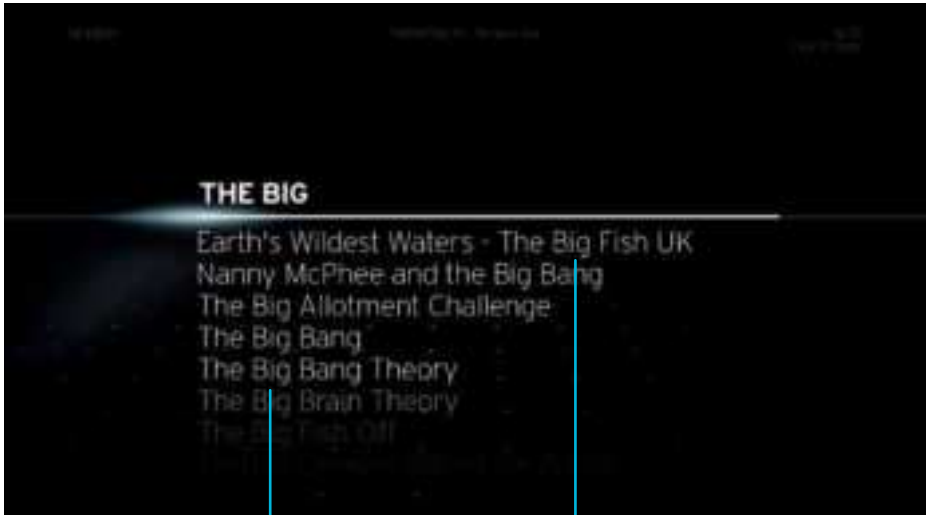 THE BIG
Earth's Wildest Waters - The Big Fish UK
Nanny McPhee and the Big Bang
The Big Allotment Challenge
The Big Bang
The Big Bang Theory
The Big Brain Theory
The Big Fish Off